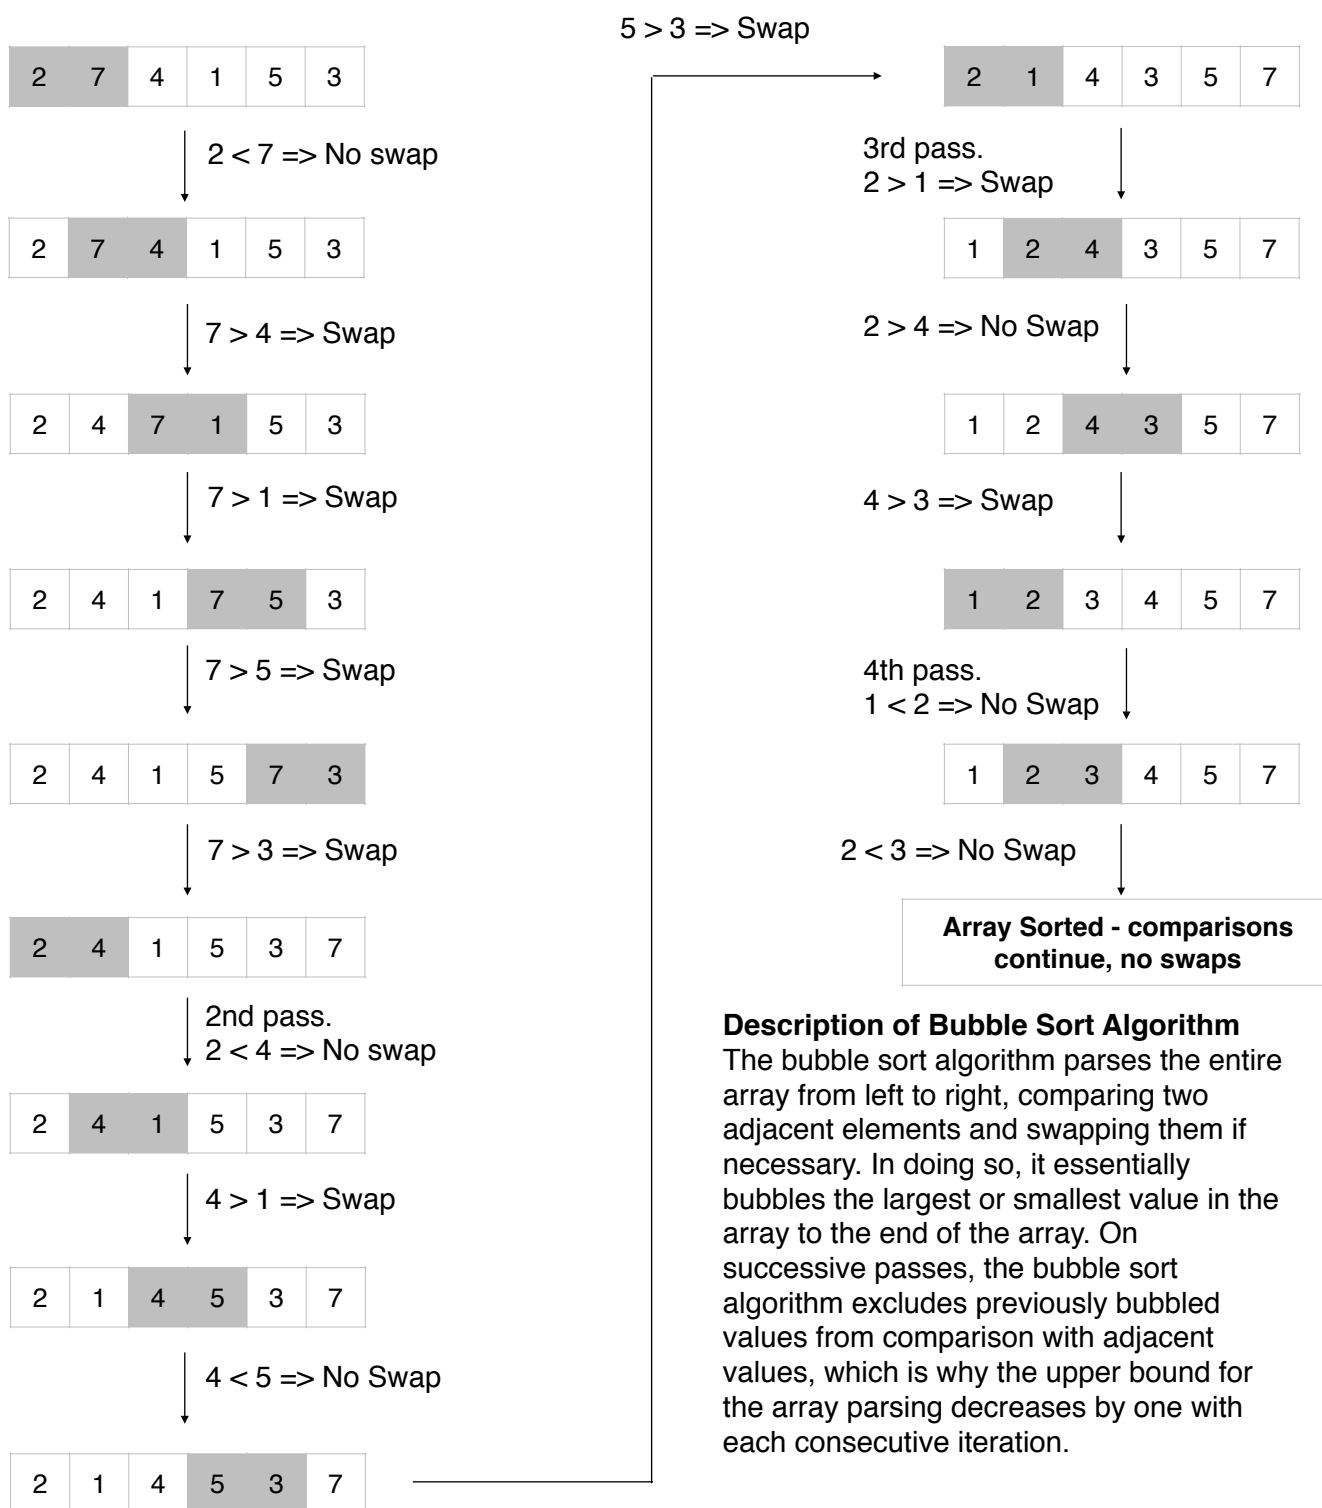 2 7 4 1 5 3
2 < 7 => No swap
2 7 4 1 5 3
7 > 4 => Swap
2 4 7 1 5 3
7 > 1 => Swap
2 4 1 7 5 3
7 > 5 => Swap
2 4 1 5 7 3
7 > 3 => Swap
2 4 1 5 3 7
2nd pass.
2 < 4 => No swap
2 4 1 5 3 7
4 > 1 => Swap
2 1 4 5 3 7
4 < 5 => No Swap
2 1 4 5 3 7
5 > 3 => Swap
2 1 4 3 5 7
3rd pass.
2 > 1 => Swap
1 2 4 3 5 7
2 > 4 => No Swap
1 2 4 3 5 7
4 > 3 => Swap
1 2 3 4 5 7
4th pass.
1 < 2 => No Swap
1 2 3 4 5 7
2 < 3 => No Swap
Array Sorted - comparisons
continue, no swaps
Description of Bubble Sort Algorithm
The bubble sort algorithm parses the entire
array from left to right, comparing two
adjacent elements and swapping them if
necessary. In doing so, it essentially
bubbles the largest or smallest value in the
array to the end of the array. On
successive passes, the bubble sort
algorithm excludes previously bubbled
values from comparison with adjacent
values, which is why the upper bound for
the array parsing decreases by one with
each consecutive iteration.